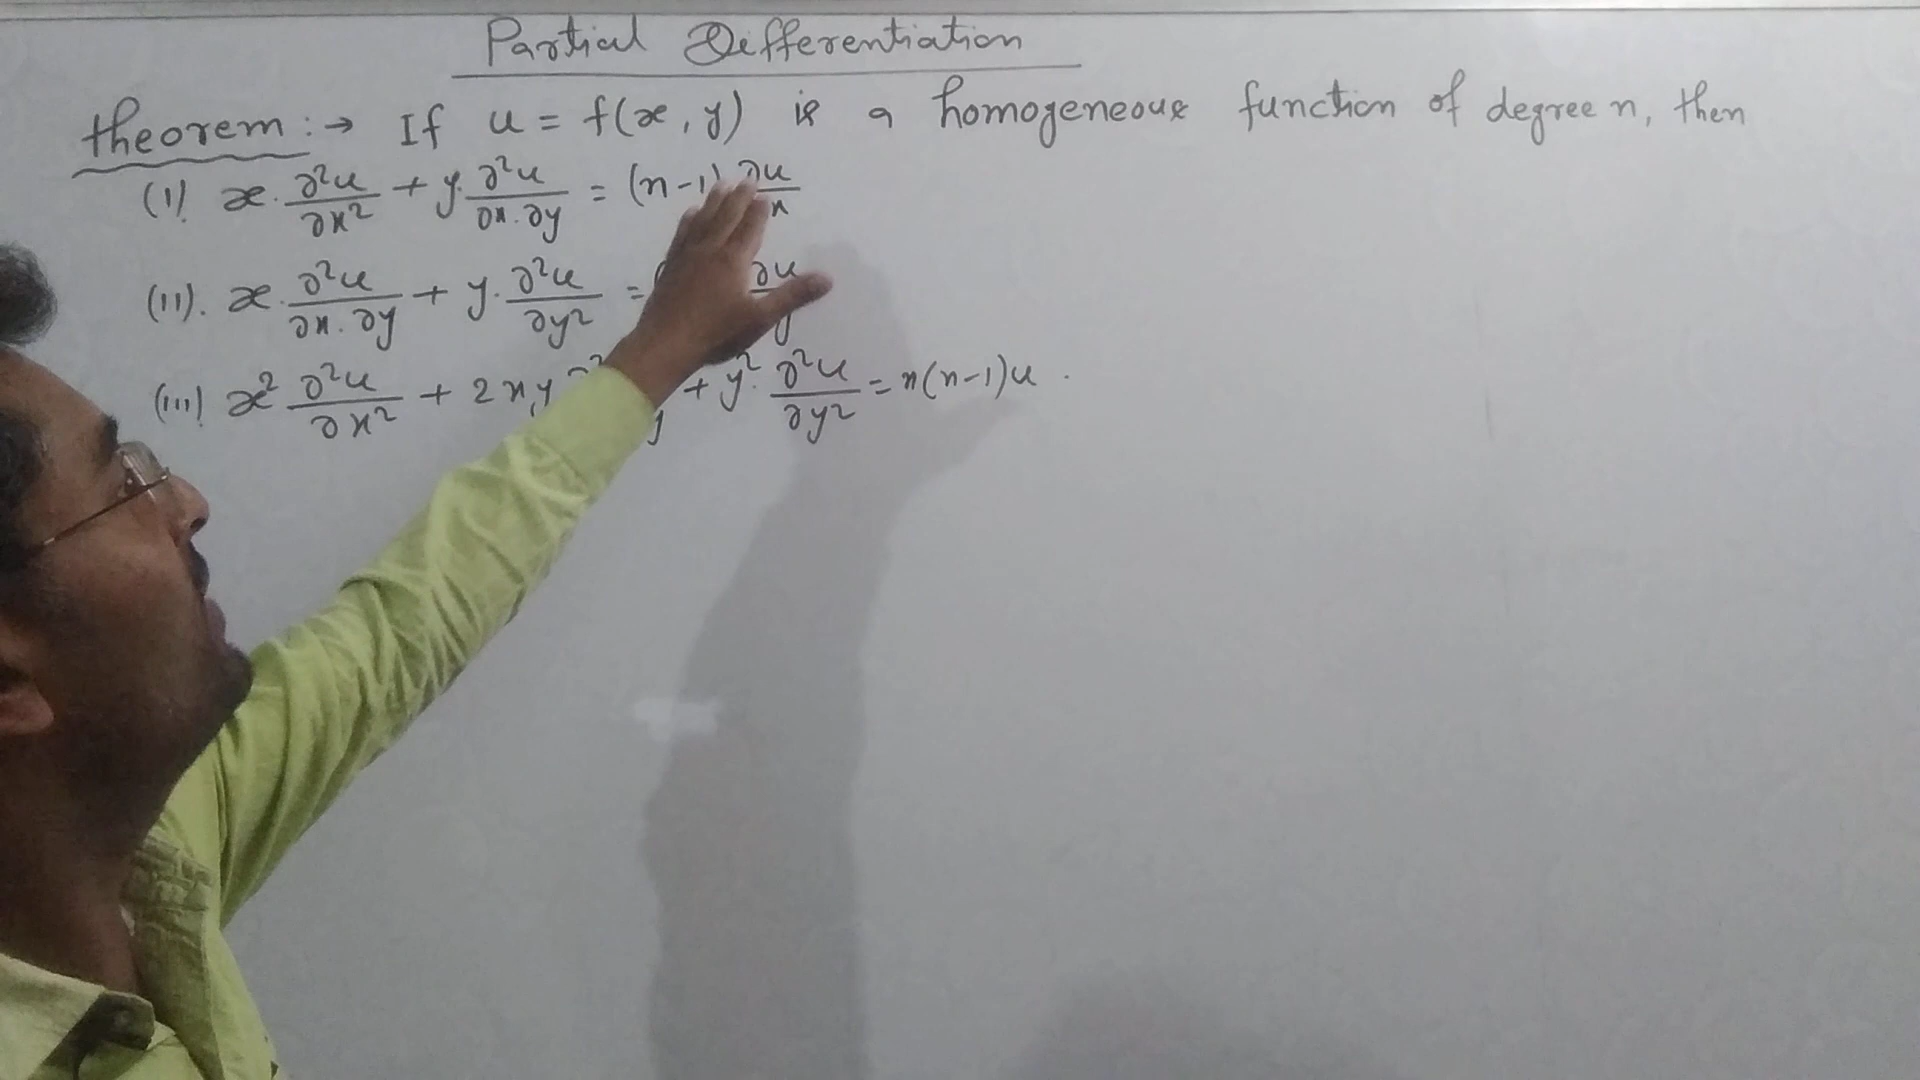 Partial Differentiation
theorem :→ If u = f(x, y) is a homogeneous function of degree n, then
(I) x. ∂²u/∂x² + y. ∂²u/∂x.∂y = (n-1) ∂u/x
(II). x. ∂²u/∂x.∂y + y. ∂²u/∂y² = ∂u/y
(III) x² ∂²u/∂x² + 2xy + y². ∂²u/∂y² = n(n-1)u .